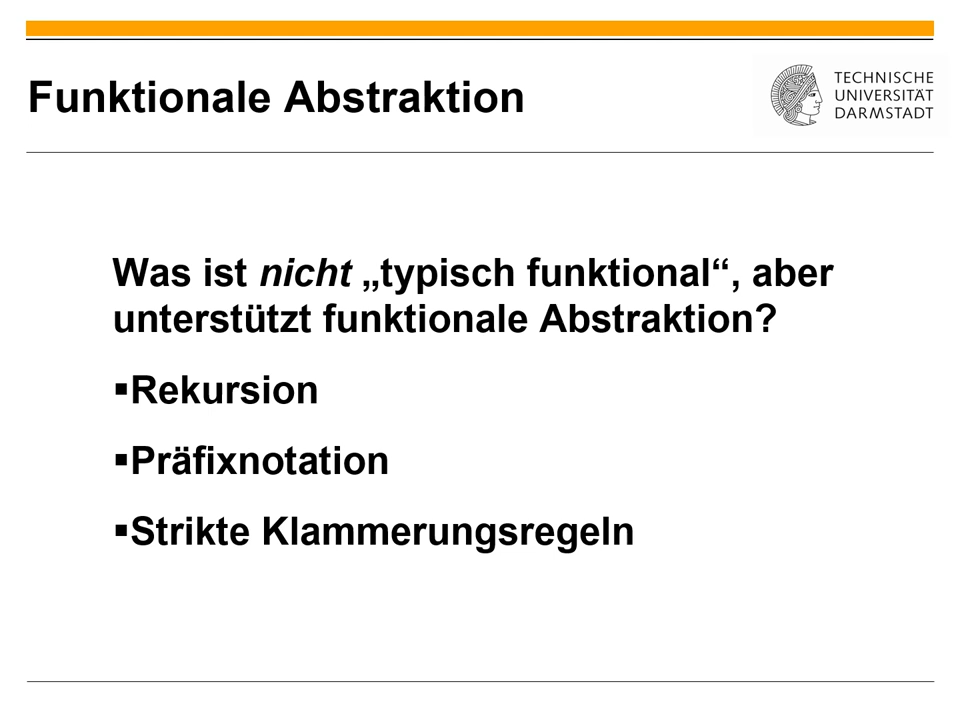 Funktionale Abstraktion
TECHNISCHE
UNIVERSITÄT
DARMSTADT
Was ist nicht „typisch funktional“, aber
unterstützt funktionale Abstraktion?
▪Rekursion
▪Präfixnotation
▪Strikte Klammerungsregeln